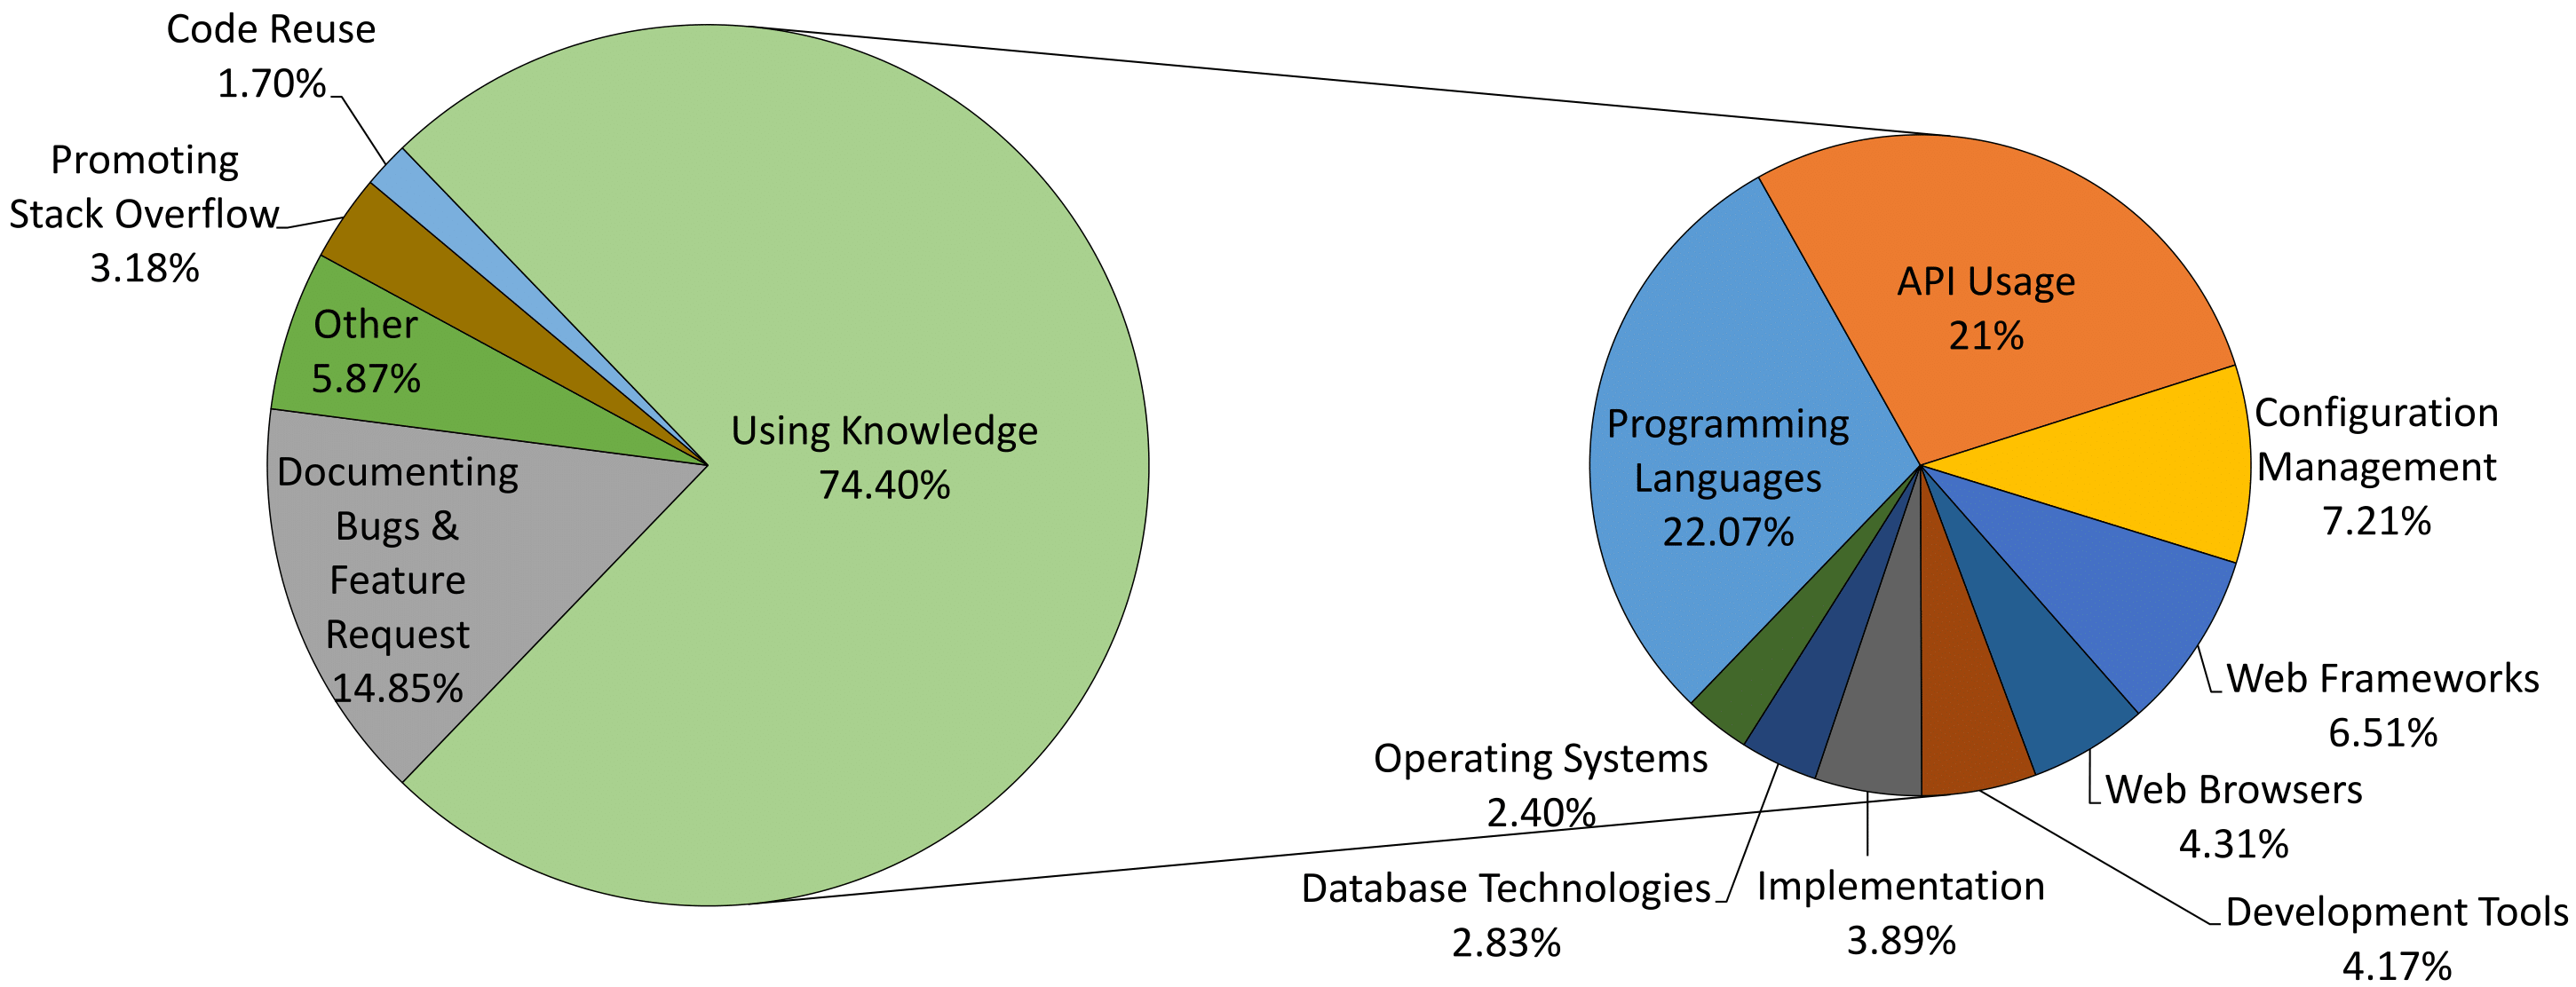 Code Reuse
1.70%
Promoting
Stack Overflow
3.18%
Other
5.87%
Documenting
Bugs &
Feature
Request
14.85%
Using Knowledge
74.40%
API Usage
21%
Programming
Languages
22.07%
Configuration
Management
7.21%
Web Frameworks
6.51%
Web Browsers
4.31%
Development Tools
4.17%
Implementation
3.89%
Database Technologies
2.83%
Operating Systems
2.40%